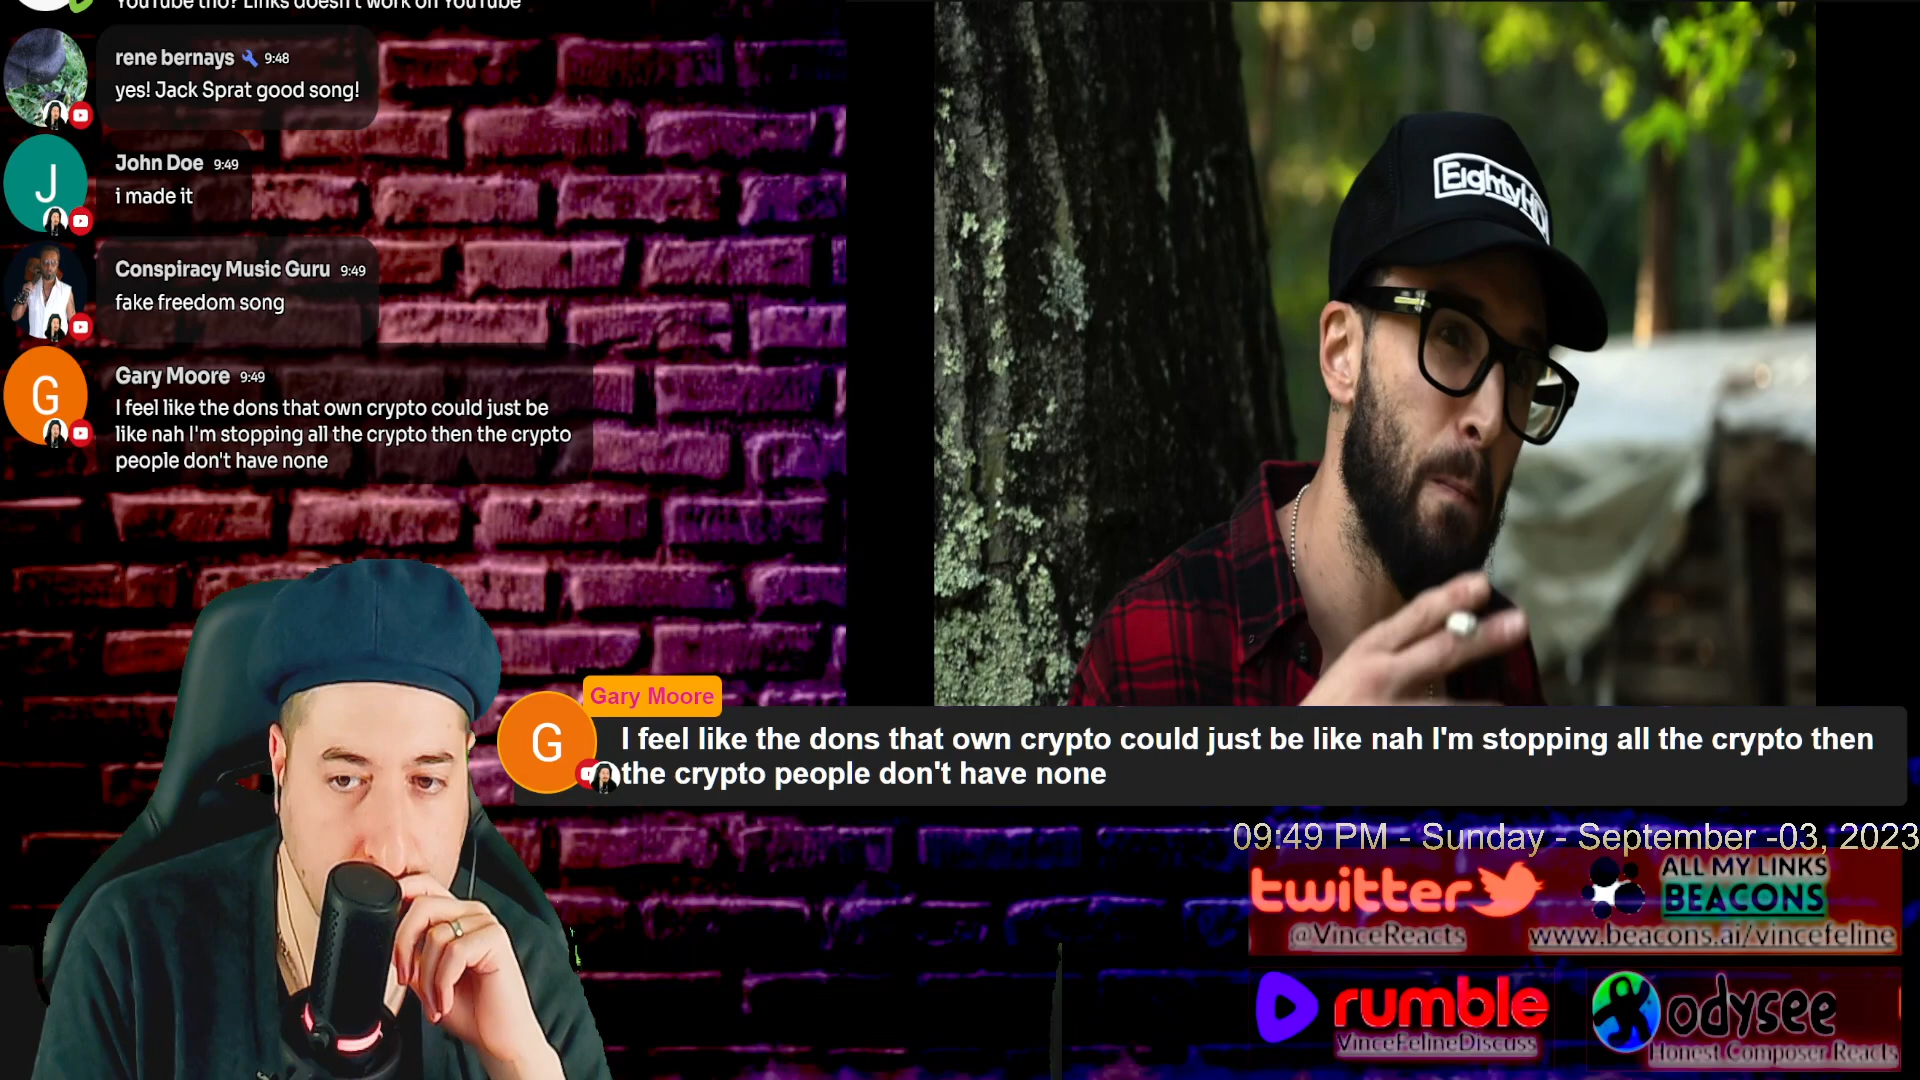 YouTube tho? Links doesn't work on YouTube
rene bernays 9:48
yes! Jack Sprat good song!
J
John Doe 9:49
i made it
Conspiracy Music Guru 9:49
fake freedom song
G
Gary Moore 9:49
I feel like the dons that own crypto could just be
like nah I'm stopping all the crypto then the crypto
people don't have none
Gary Moore
G
I feel like the dons that own crypto could just be like nah I'm stopping all the crypto then
the crypto people don't have none
09:49 PM - Sunday - September -03, 2023
twitter
@VinceReacts
ALL MY LINKS
BEACONS
www.beacons.ai/vincefeline
rumble
VinceFelineDiscuss
odysee
Honest Composer Reacts